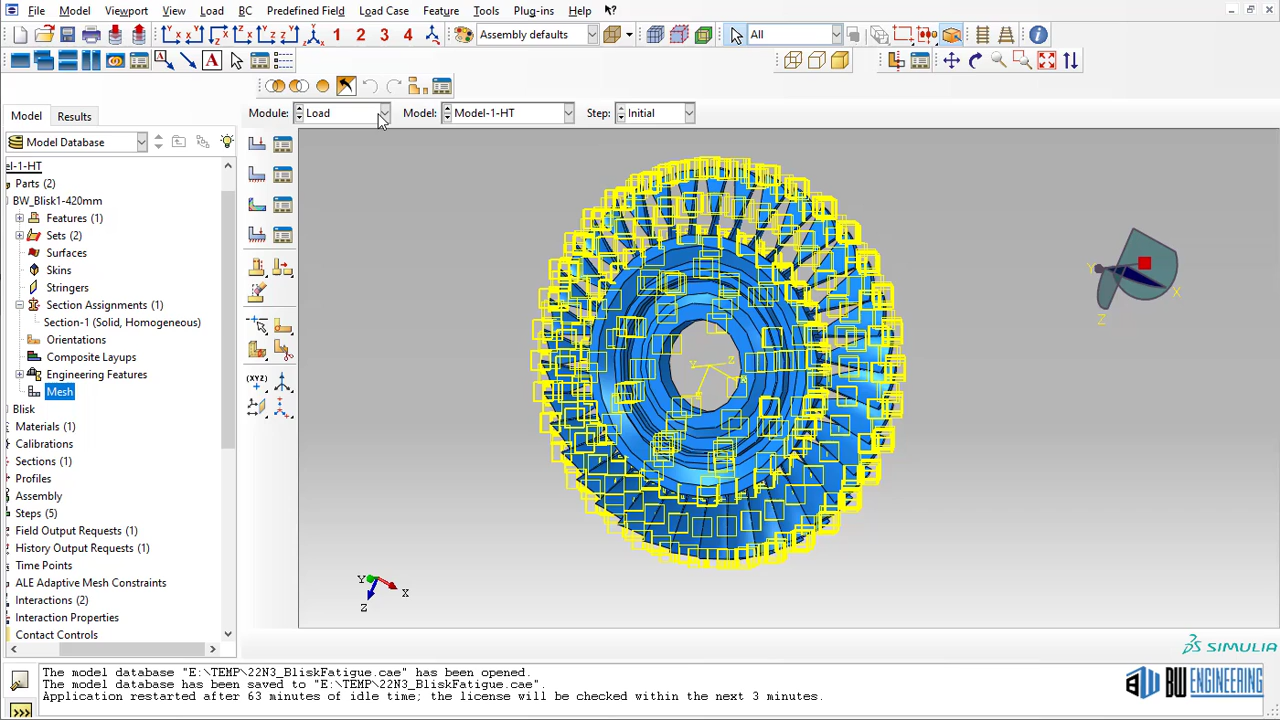 File Model Viewport View Load BC Predefined Field Load Case Feature Tools Plug-ins Help
1 2 3 4 Assembly defaults All
A
Model Results Module: Load Model: Model-1-HT Step: Initial
Model Database
el-1-HT
Parts (2)
BW_Blisk1-420mm
Features (1)
Sets (2)
Surfaces
Skins
Stringers
Section Assignments (1)
Section-1 (Solid, Homogeneous)
Orientations
Composite Layups
Engineering Features
Mesh
Blisk
Materials (1)
Calibrations
Sections (1)
Profiles
Assembly
Steps (5)
Field Output Requests (1)
History Output Requests (1)
Time Points
ALE Adaptive Mesh Constraints
Interactions (2)
Interaction Properties
Contact Controls
(XYZ)
Y Z X
Y X Z
Y X Z
SIMULIA
The model database "E:\TEMP\22N3_BliskFatigue.cae" has been opened.
The model database has been saved to "E:\TEMP\22N3_BliskFatigue.cae".
Application restarted after 63 minutes of idle time; the license will be checked within the next 3 minutes.
BW ENGINEERING